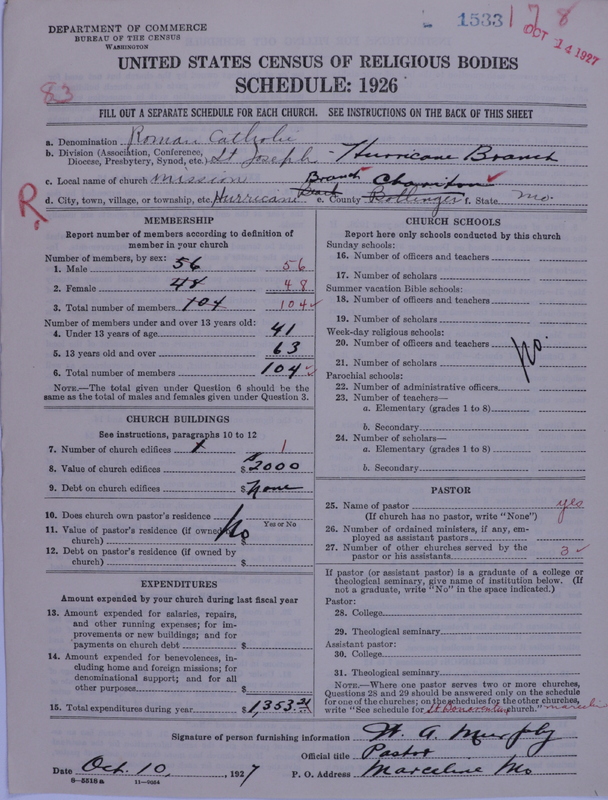 1533 178
OCT 14 1927
DEPARTMENT OF COMMERCE
BUREAU OF THE CENSUS
WASHINGTON
UNITED STATES CENSUS OF RELIGIOUS BODIES
SCHEDULE: 1926
83
FILL OUT A SEPARATE SCHEDULE FOR EACH CHURCH. SEE INSTRUCTIONS ON THE BACK OF THIS SHEET
a. Denomination Roman Catholic
b. Division (Association, Conference, Diocese, Presbytery, Synod, etc.) St Joseph - Hurricane Branch
c. Local name of church mission Branch Chariton
d. City, town, village, or township, etc. Hurricane e. County Bollinger f. State Mo.
R.
MEMBERSHIP
Report number of members according to definition of
member in your church
Number of members, by sex:
1. Male 56 56
2. Female 48 48
3. Total number of members 104 104
Number of members under and over 13 years old:
4. Under 13 years of age 41
5. 13 years old and over 63
6. Total number of members 104
NOTE.—The total given under Question 6 should be the
same as the total of males and females given under Question 3.
CHURCH BUILDINGS
See instructions, paragraphs 10 to 12
7. Number of church edifices 1 1
8. Value of church edifices $2000
9. Debt on church edifices $ None
10. Does church own pastor's residence No
Yes or No
11. Value of pastor's residence (if owned by
church) $
12. Debt on pastor's residence (if owned by
church) $
EXPENDITURES
Amount expended by your church during last fiscal year
13. Amount expended for salaries, repairs,
and other running expenses; for im-
provements or new buildings; and for
payments on church debt $
14. Amount expended for benevolences, in-
cluding home and foreign missions; for
denominational support; and for all
other purposes $
15. Total expenditures during year $1,353.21
CHURCH SCHOOLS
Report here only schools conducted by this church
Sunday schools:
16. Number of officers and teachers
17. Number of scholars
Summer vacation Bible schools:
18. Number of officers and teachers
19. Number of scholars
Week-day religious schools:
20. Number of officers and teachers No.
21. Number of scholars
Parochial schools:
22. Number of administrative officers
23. Number of teachers—
a. Elementary (grades 1 to 8)
b. Secondary
24. Number of scholars—
a. Elementary (grades 1 to 8)
b. Secondary
PASTOR
25. Name of pastor yes
(If church has no pastor, write "None")
26. Number of ordained ministers, if any, em-
ployed as assistant pastors
27. Number of other churches served by the
pastor or his assistants 3
If pastor (or assistant pastor) is a graduate of a college or
theological seminary, give name of institution below. (If
not a graduate, write "No" in the space indicated.)
Pastor:
28. College
29. Theological seminary
Assistant pastor:
30. College
31. Theological seminary
NOTE.—Where one pastor serves two or more churches,
Questions 28 and 29 should be answered only on the schedule
for one of the churches; on the schedules for the other churches,
write "See schedule for St Bonaventure church." Marceline
Signature of person furnishing information W. A. Murphy
Official title Pastor
Date Oct. 10, 1927 P. O. Address Marceline Mo
8—5518a 11—9054